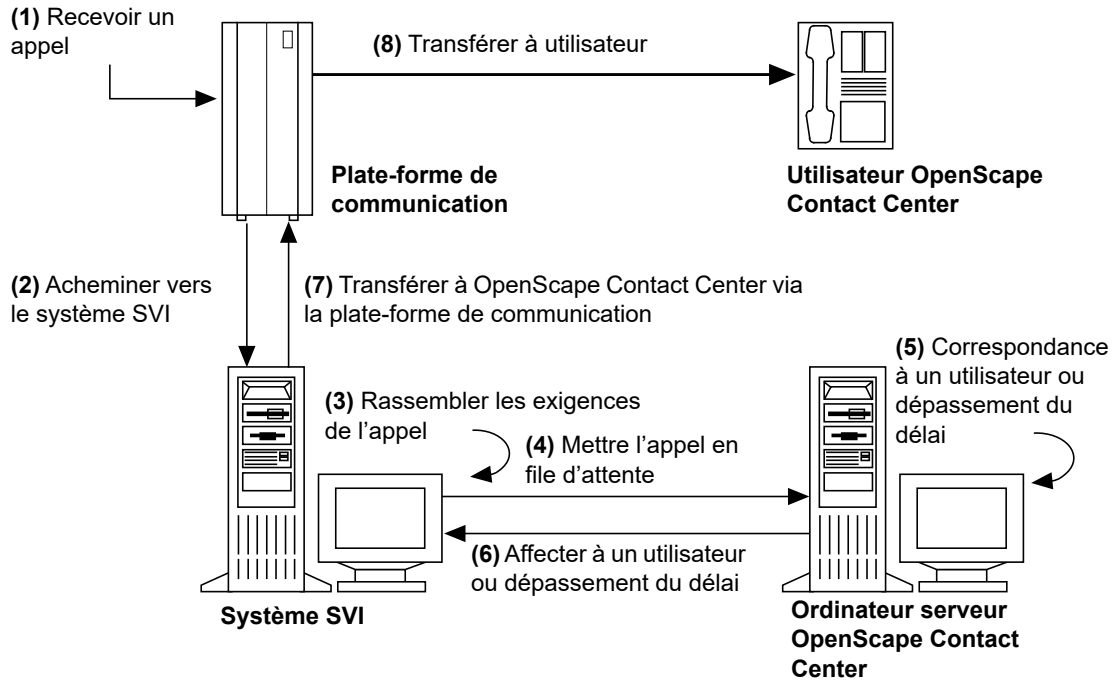 (1) Recevoir un
appel
(8) Transférer à utilisateur
Plate-forme de
communication
Utilisateur OpenScape
Contact Center
(2) Acheminer vers
le système SVI
(7) Transférer à OpenScape Contact Center via
la plate-forme de communication
(5) Correspondance
à un utilisateur ou
dépassement du
délai
(3) Rassembler les exigences
de l’appel
(4) Mettre l’appel en
file d’attente
(6) Affecter à un utilisateur
ou dépassement du délai
Système SVI
Ordinateur serveur
OpenScape Contact
Center